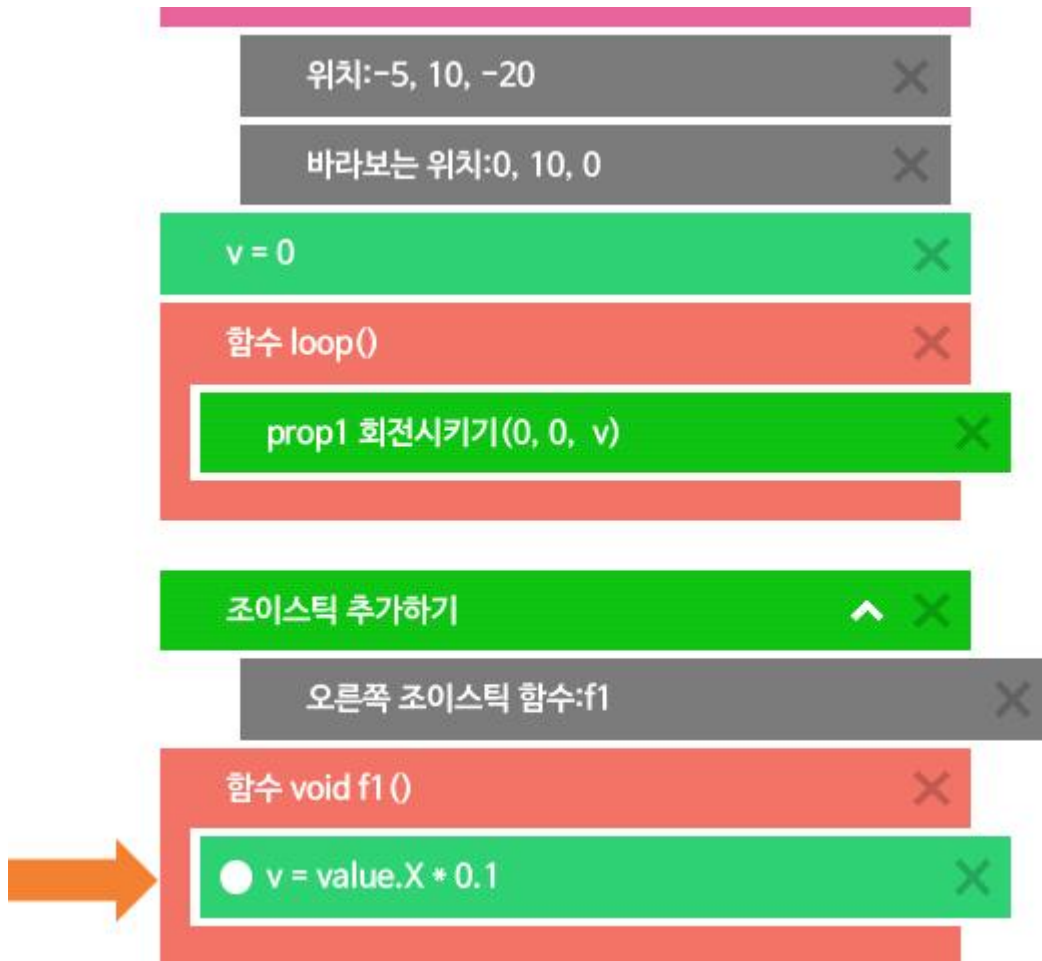 위치:-5, 10, -20
바라보는 위치:0, 10, 0
v = 0
함수 loop()
prop1 회전시키기(0, 0, v)
조이스틱 추가하기
오른쪽 조이스틱 함수:f1
함수 void f1()
v = value.X * 0.1